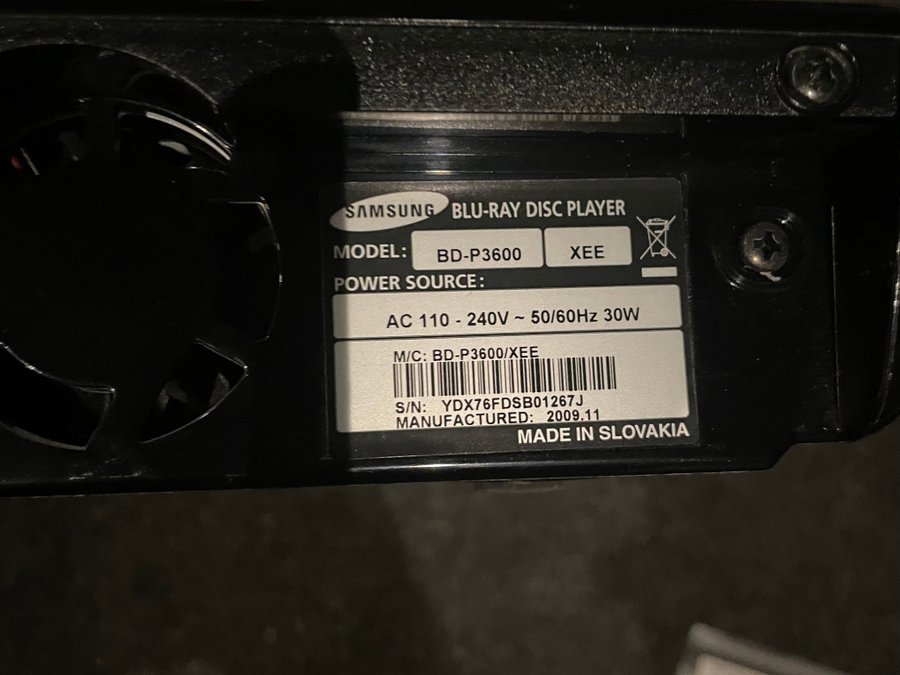 SAMSUNG BLU-RAY DISC PLAYER
MODEL: BD-P3600 XEE
POWER SOURCE:
AC 110 - 240V ~ 50/60Hz 30W
M/C: BD-P3600/XEE
S/N: YDX76FDSB01267J
MANUFACTURED: 2009.11
MADE IN SLOVAKIA